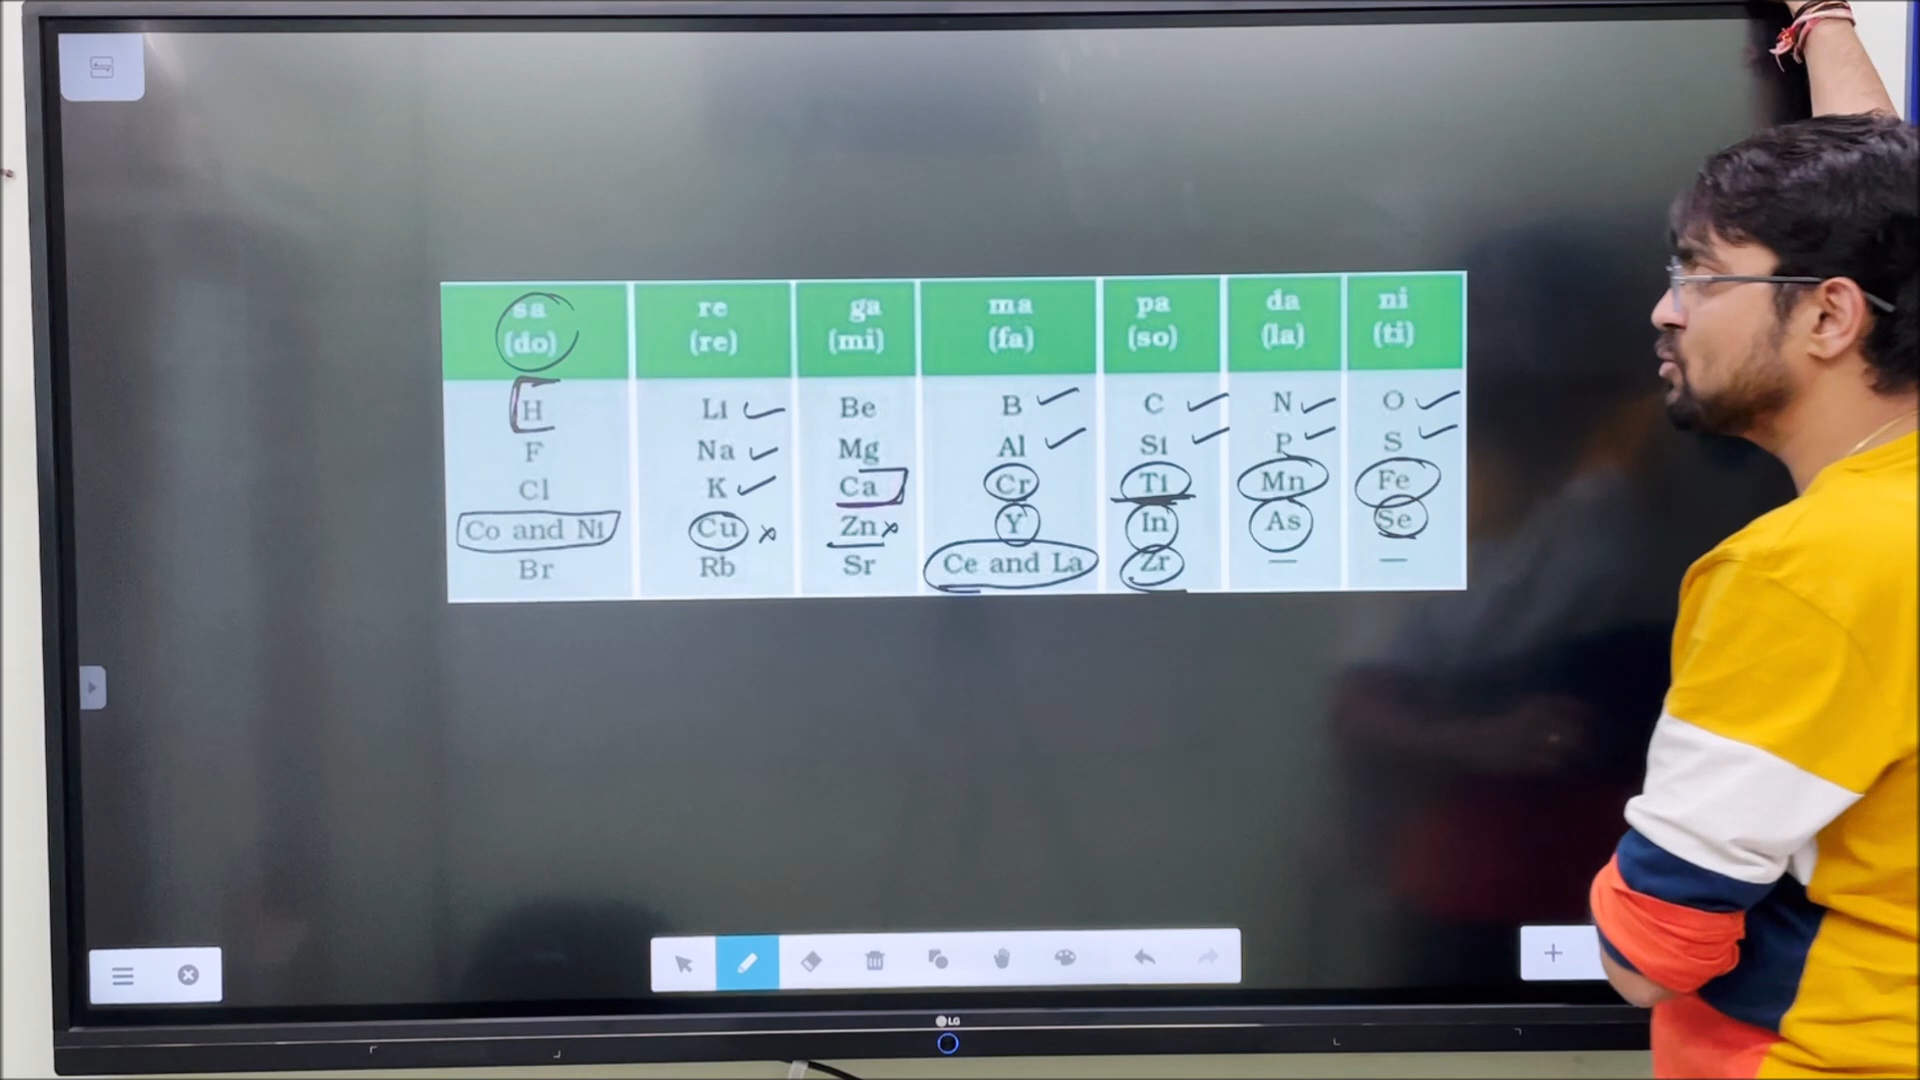 sa re ga ma pa da ni
(do) (re) (mi) (fa) (so) (la) (ti)
H Li Be B C N O
F Na Mg Al Si P S
Cl K Ca Cr Ti Mn Fe
Co and Ni Cu Zn Y In As Se
Br Rb Sr Ce and La Zr — —
LG